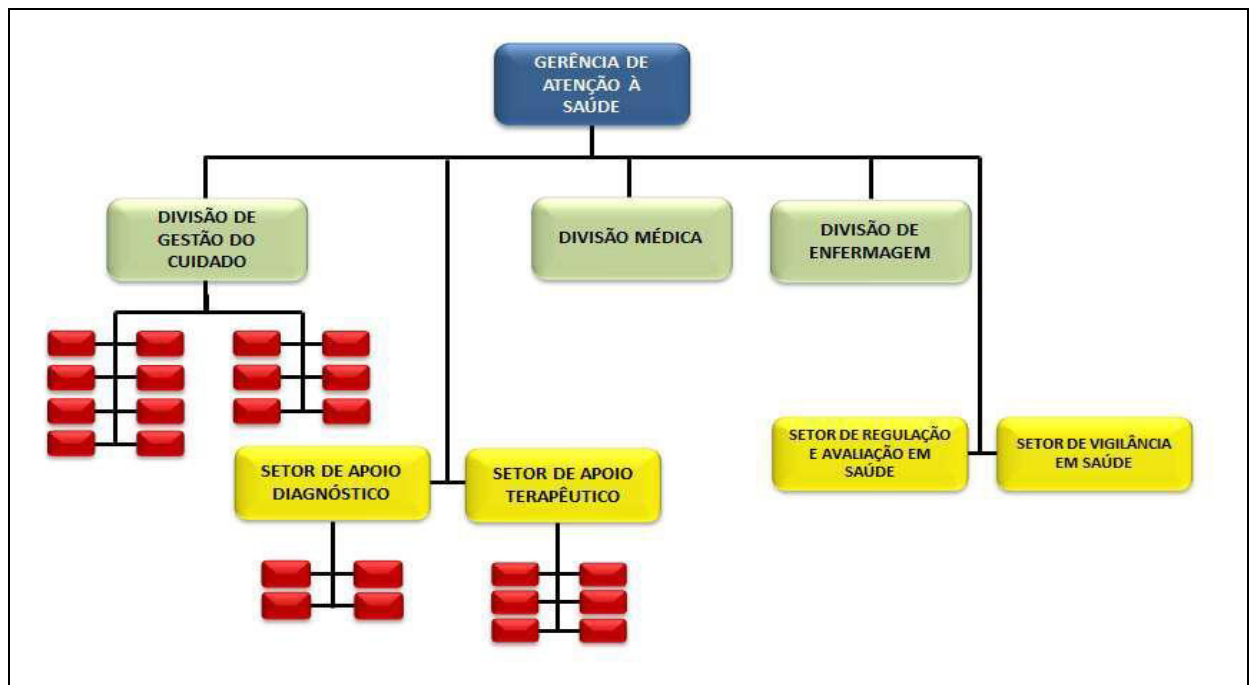 GERÊNCIA DE
ATENÇÃO À
SAÚDE
DIVISÃO DE
GESTÃO DO
CUIDADO
DIVISÃO MÉDICA
DIVISÃO DE
ENFERMAGEM
SETOR DE APOIO
DIAGNÓSTICO
SETOR DE APOIO
TERAPÊUTICO
SETOR DE REGULAÇÃO
E AVALIAÇÃO EM
SAÚDE
SETOR DE VIGILÂNCIA
EM SAÚDE